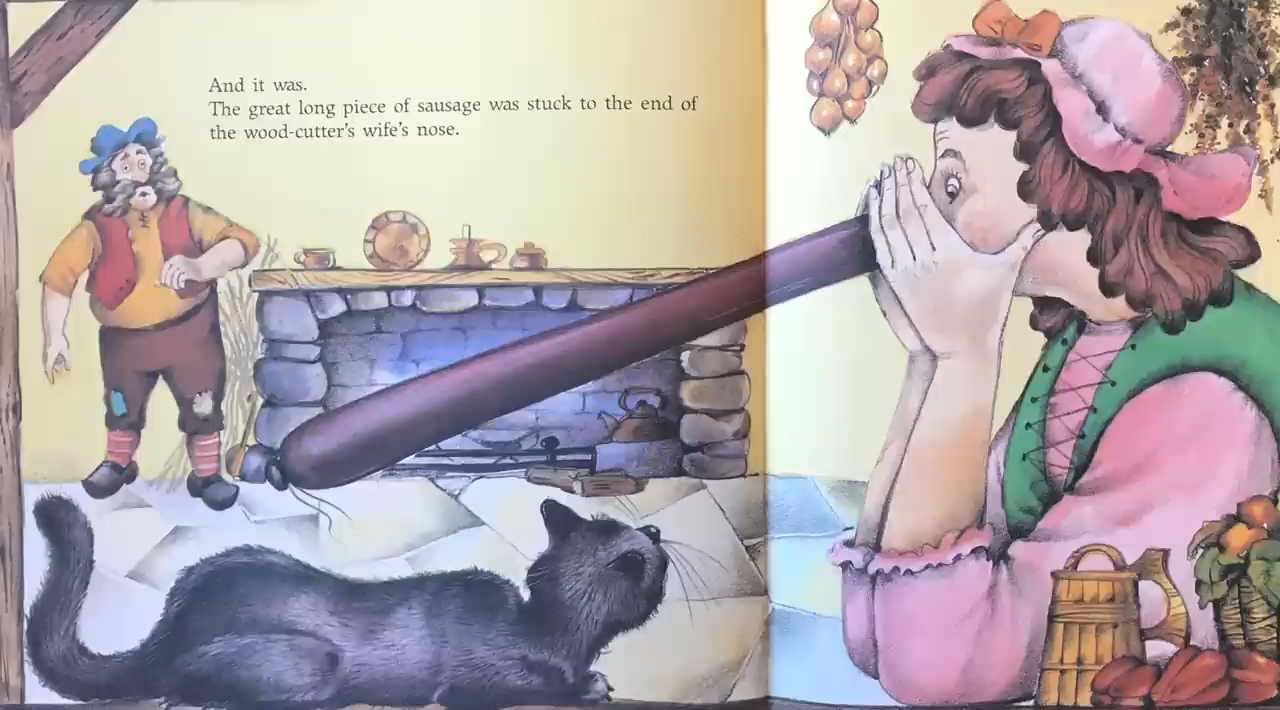 And it was.
The great long piece of sausage was stuck to the end of
the wood-cutter's wife's nose.